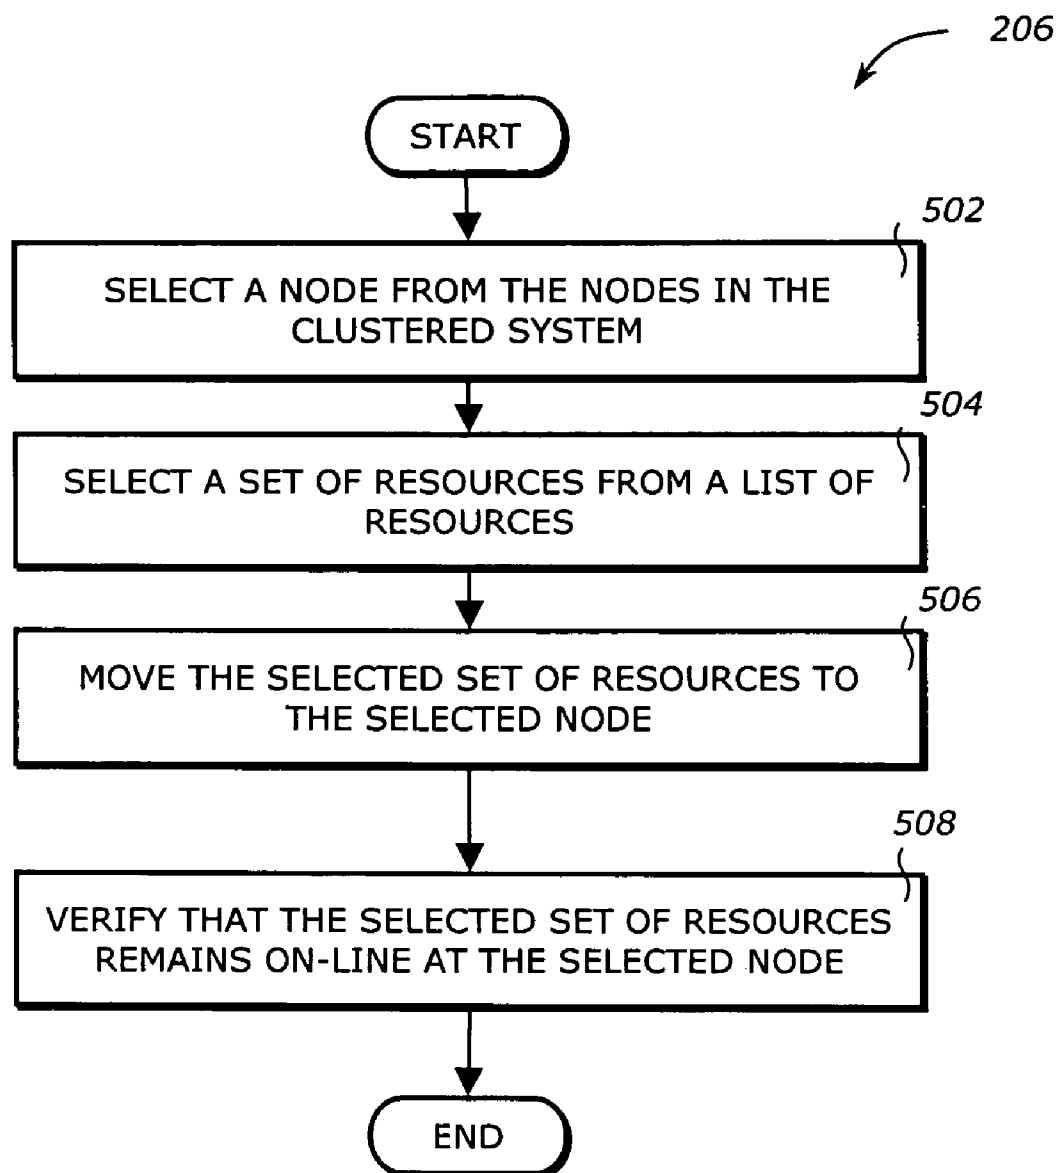 206
START
502
SELECT A NODE FROM THE NODES IN THE
CLUSTERED SYSTEM
504
SELECT A SET OF RESOURCES FROM A LIST OF
RESOURCES
506
MOVE THE SELECTED SET OF RESOURCES TO
THE SELECTED NODE
508
VERIFY THAT THE SELECTED SET OF RESOURCES
REMAINS ON-LINE AT THE SELECTED NODE
END